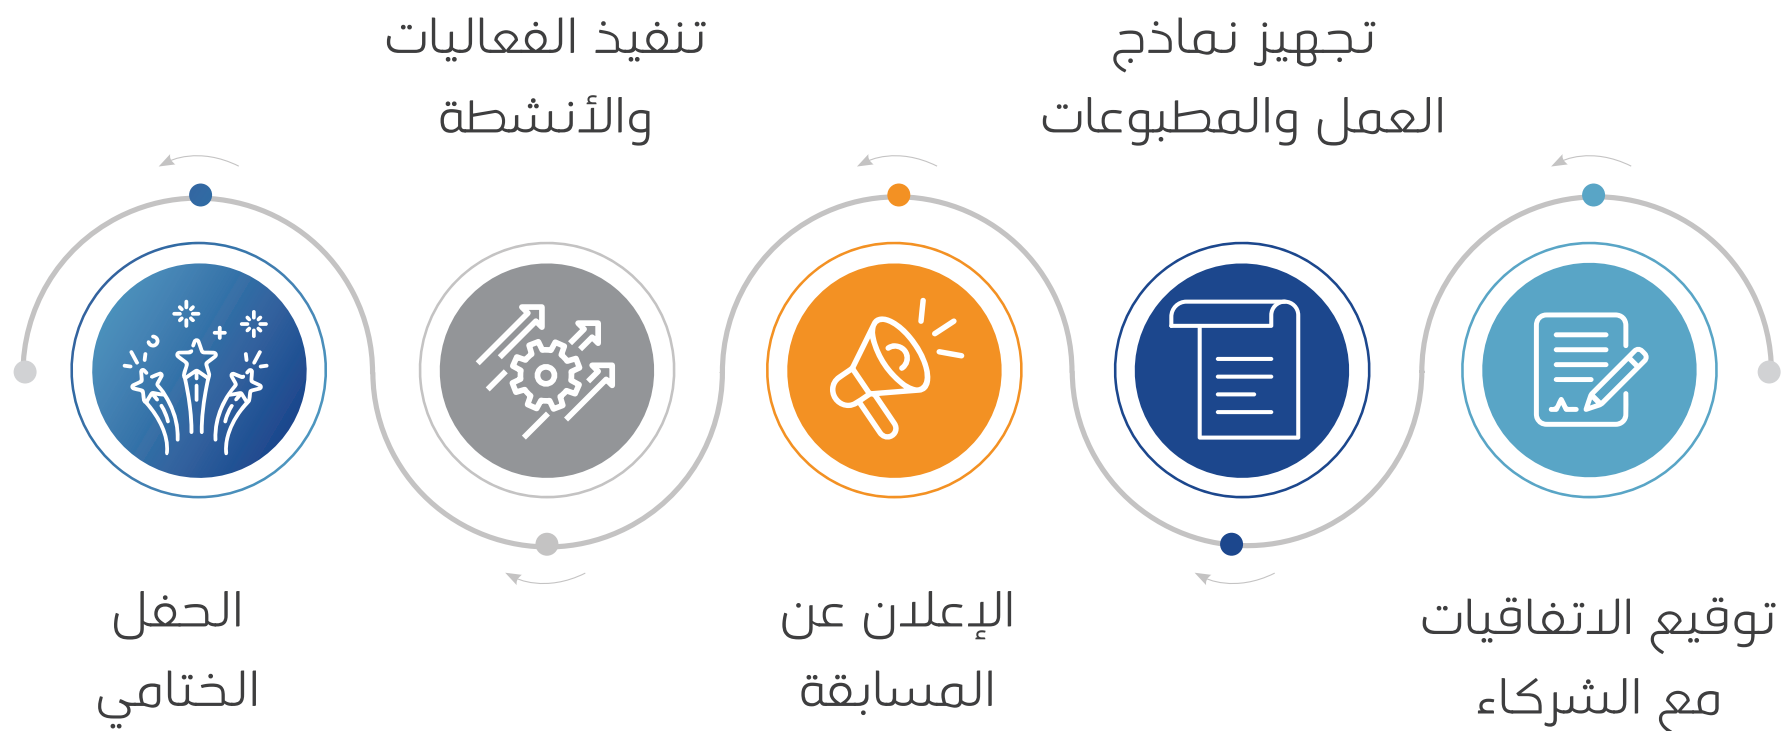 توقيع الاتفاقيات
مع الشركاء
تجهيز نماذج
العمل والمطبوعات
الإعلان عن
المسابقة
تنفيذ الفعاليات
والأنشطة
الحفل
الختامي